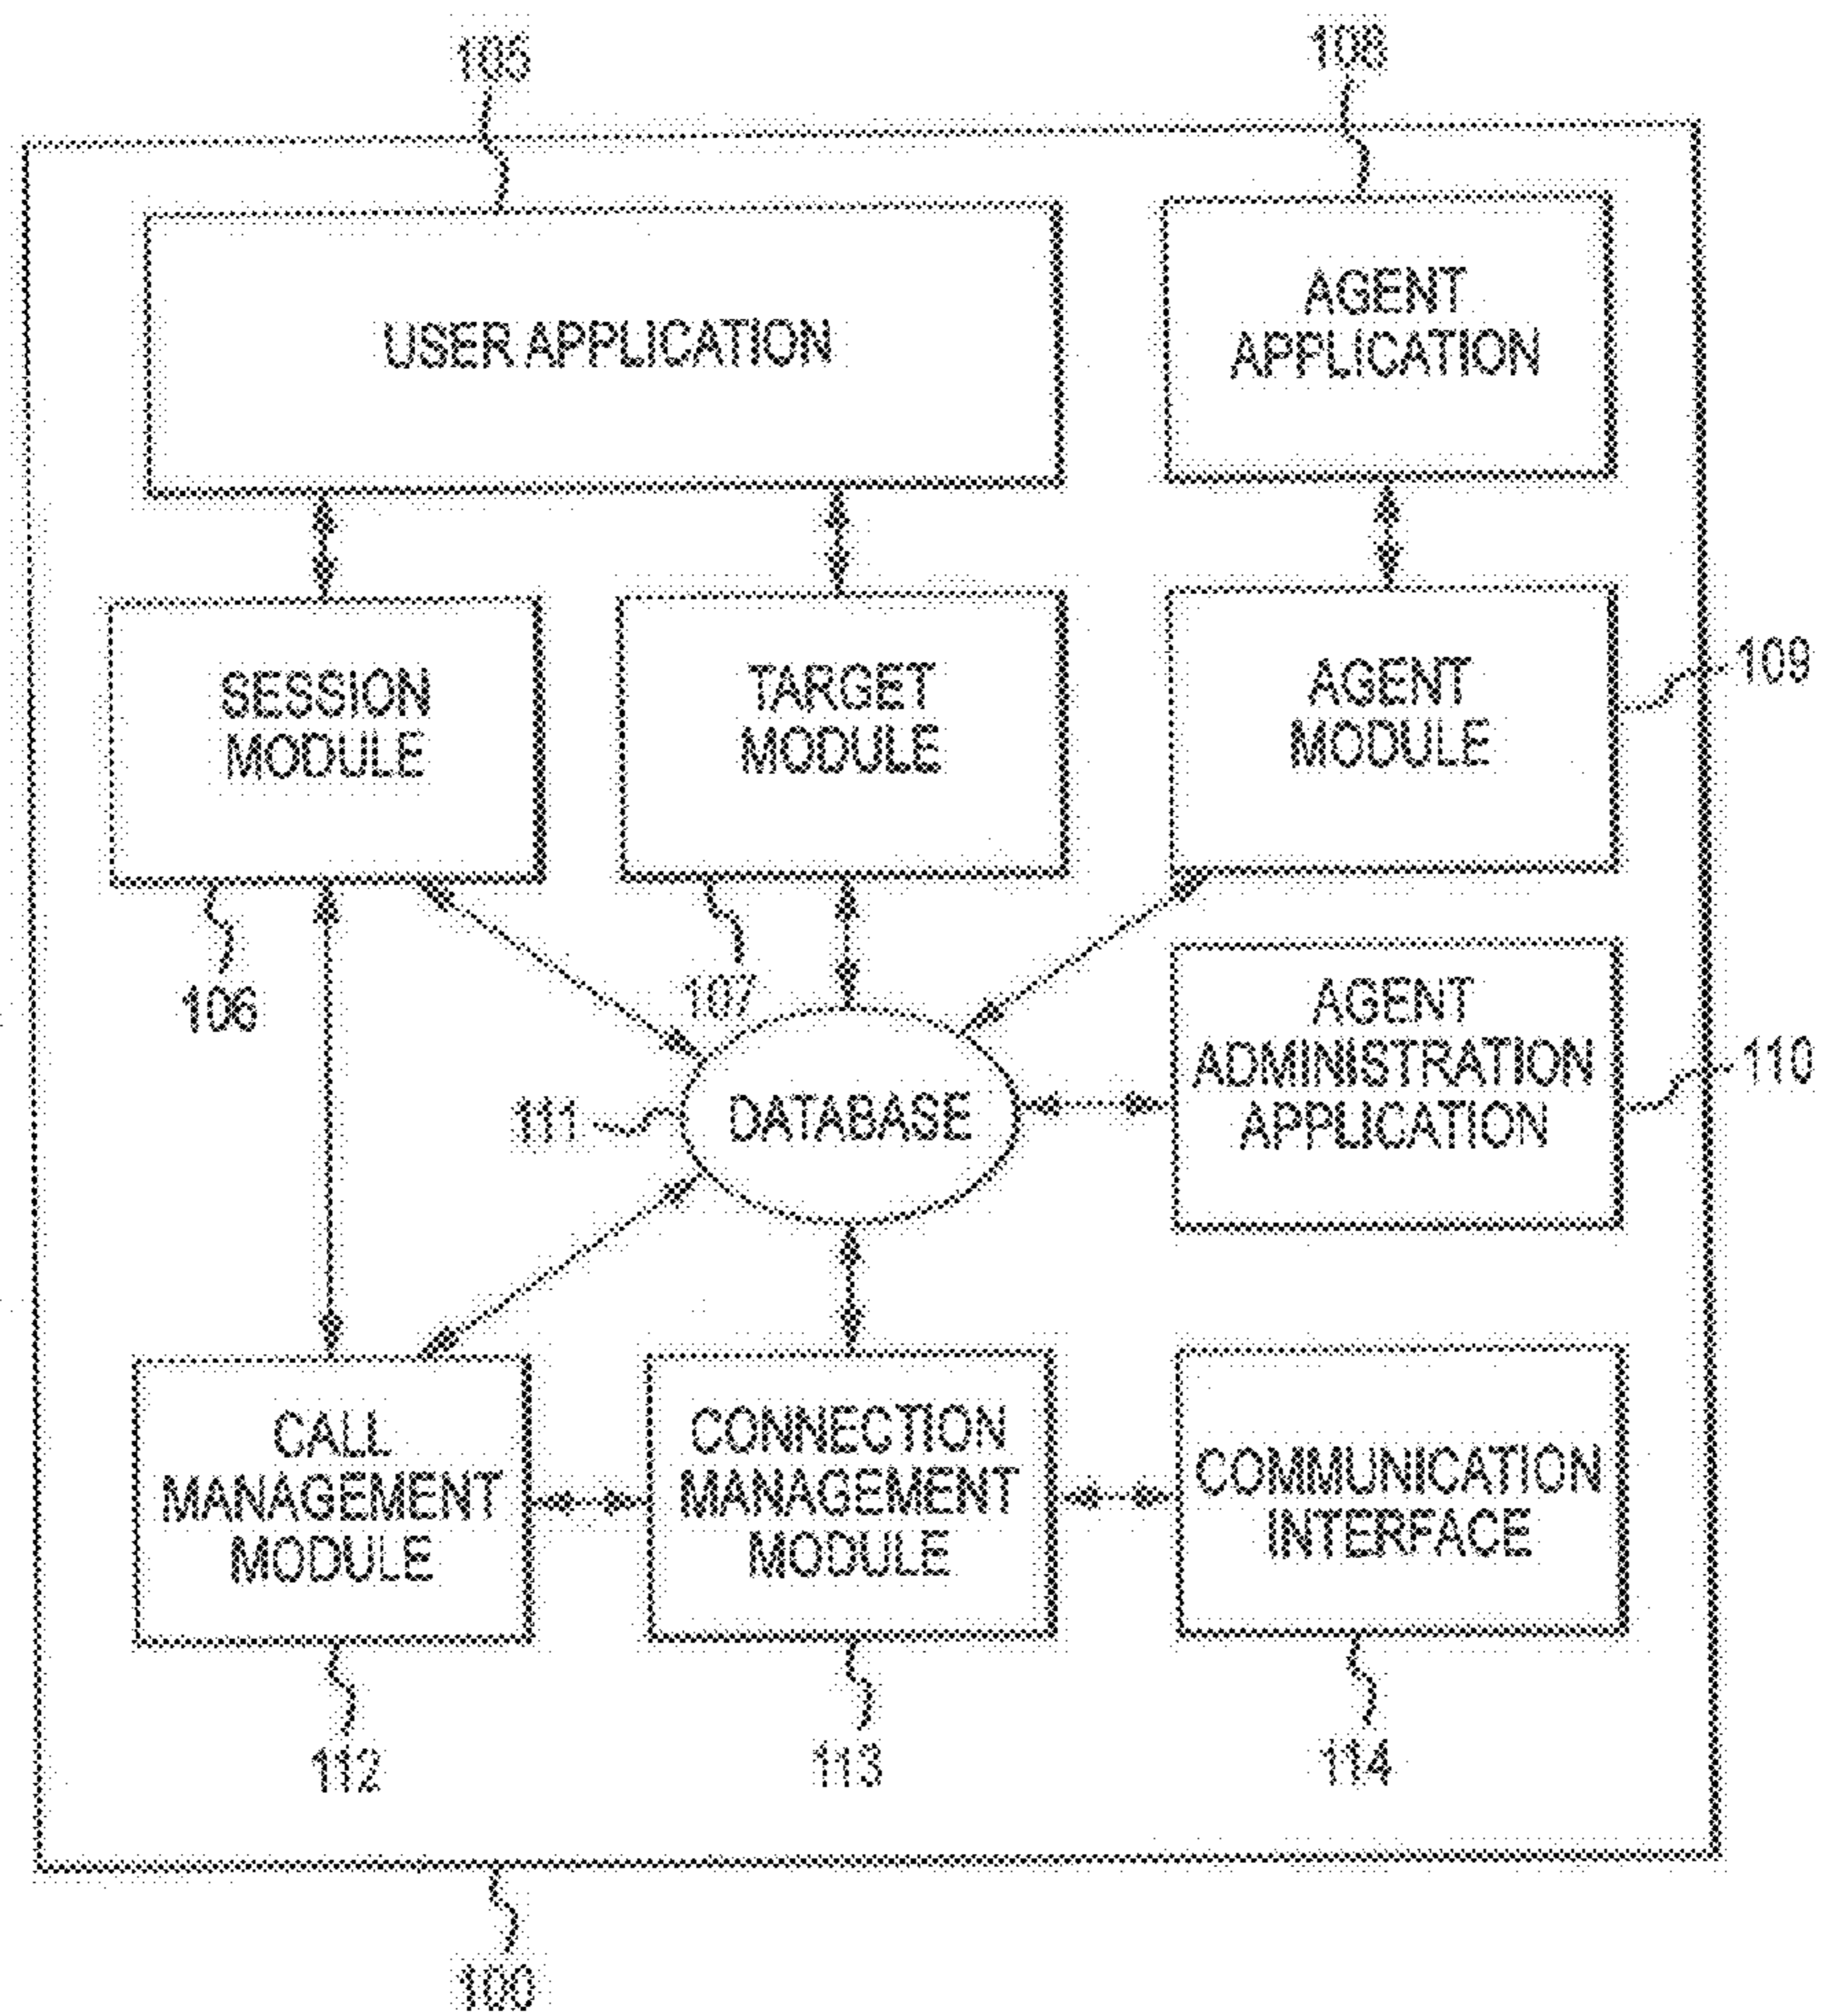 105
108
USER APPLICATION
AGENT
APPLICATION
SESSION
MODULE
TARGET
MODULE
AGENT
MODULE
109
106
107
AGENT
ADMINISTRATION
APPLICATION
110
111
DATABASE
CALL
MANAGEMENT
MODULE
CONNECTION
MANAGEMENT
MODULE
COMMUNICATION
INTERFACE
112
113
114
100